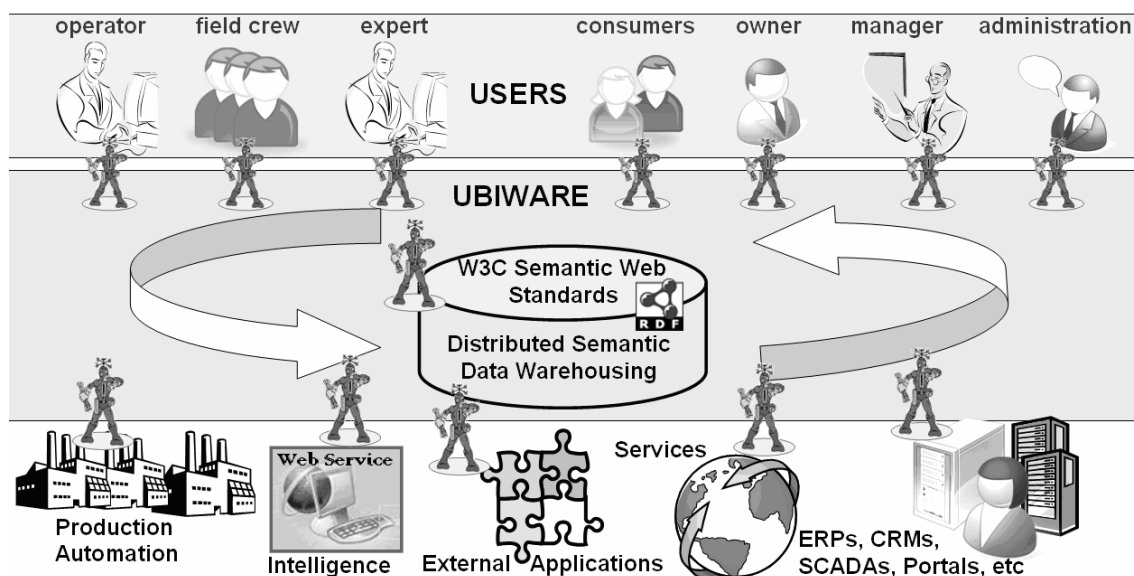 operator field crew expert consumers owner manager administration
USERS
UBIWARE
W3C Semantic Web
Standards
RDF
Distributed Semantic
Data Warehousing
Web Service
Services
Production
Automation
Intelligence
External Applications
ERPs, CRMs,
SCADAs, Portals, etc